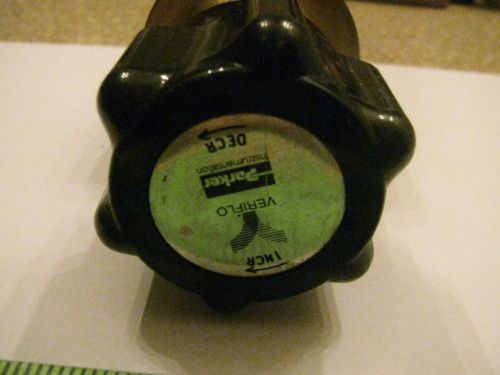 INCR
VERIFLO
Parker
Instrumentation
DECR